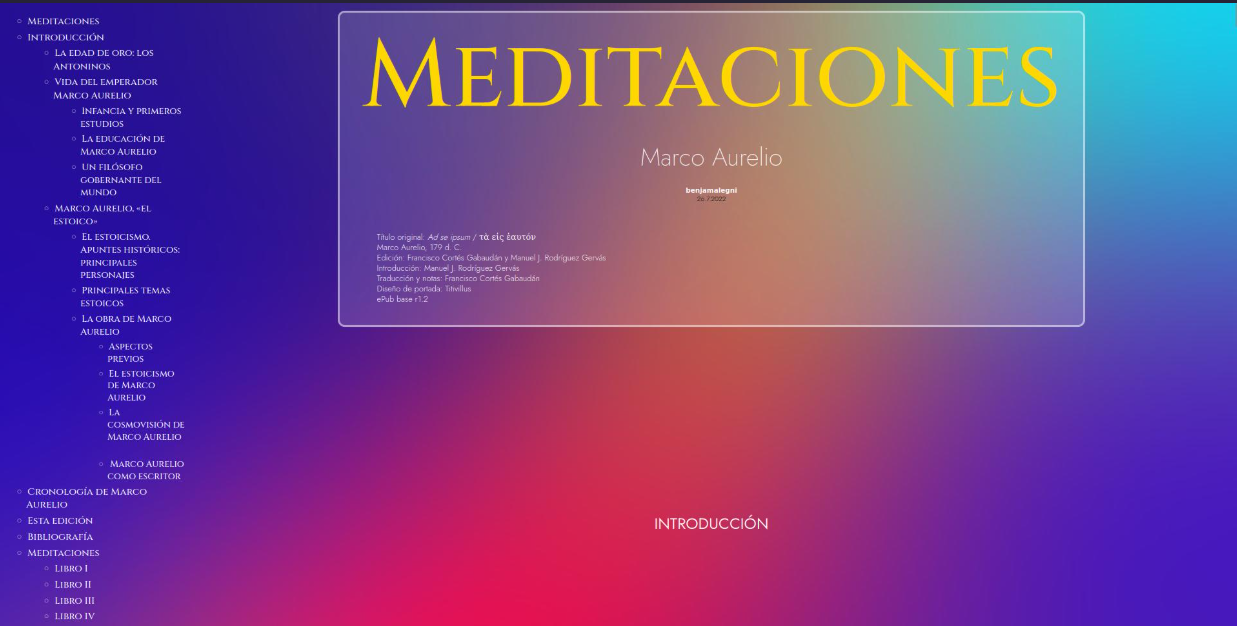 Meditaciones
Introducción
La edad de oro: los
Antoninos
Vida del emperador
Marco Aurelio
Infancia y primeros
estudios
La educación de
Marco Aurelio
Un filósofo
gobernante del
mundo
Marco Aurelio, «el
estoico»
El estoicismo.
Apuntes históricos:
principales
personajes
Principales temas
estoicos
La obra de Marco
Aurelio
Aspectos
previos
El estoicismo
de Marco
Aurelio
La
cosmovisión de
Marco Aurelio
Marco Aurelio
como escritor
Cronología de Marco
Aurelio
Esta edición
Bibliografía
Meditaciones
Libro I
Libro II
Libro III
Libro IV
Meditaciones
Marco Aurelio
benjamalegni
26.7.2022
Título original: Ad se ipsum / τὰ εἰς ἑαυτόν
Marco Aurelio, 179 d. C.
Edición: Francisco Cortés Gabaudán y Manuel J. Rodríguez Gervás
Introducción: Manuel J. Rodríguez Gervás
Traducción y notas: Francisco Cortés Gabaudán
Diseño de portada: Titivillus
ePub base r1.2
INTRODUCCIÓN